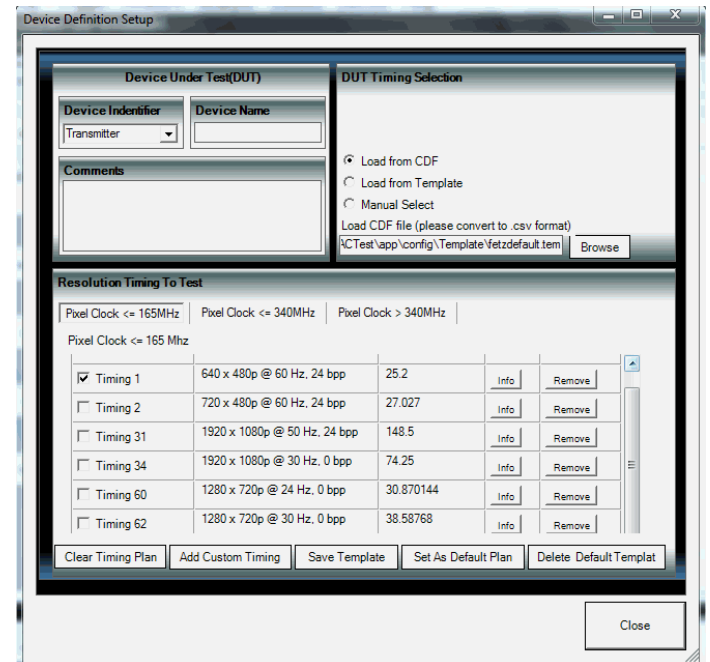 Device Definition Setup
Device Under Test(DUT)
DUT Timing Selection
Device Indentifier
Device Name
Transmitter
Comments
Load from CDF
Load from Template
Manual Select
Load CDF file (please convert to .csv format)
\CTest\app\config\Template\fetzdefault.tem
Browse
Resolution Timing To Test
Pixel Clock <= 165MHz
Pixel Clock <= 340MHz
Pixel Clock > 340MHz
Pixel Clock <= 165 Mhz
Timing 1 640 x 480p @ 60 Hz, 24 bpp 25.2 Info Remove
Timing 2 720 x 480p @ 60 Hz, 24 bpp 27.027 Info Remove
Timing 31 1920 x 1080p @ 50 Hz, 24 bpp 148.5 Info Remove
Timing 34 1920 x 1080p @ 30 Hz, 0 bpp 74.25 Info Remove
Timing 60 1280 x 720p @ 24 Hz, 0 bpp 30.870144 Info Remove
Timing 62 1280 x 720p @ 30 Hz, 0 bpp 38.58768 Info Remove
Clear Timing Plan
Add Custom Timing
Save Template
Set As Default Plan
Delete Default Templat
Close